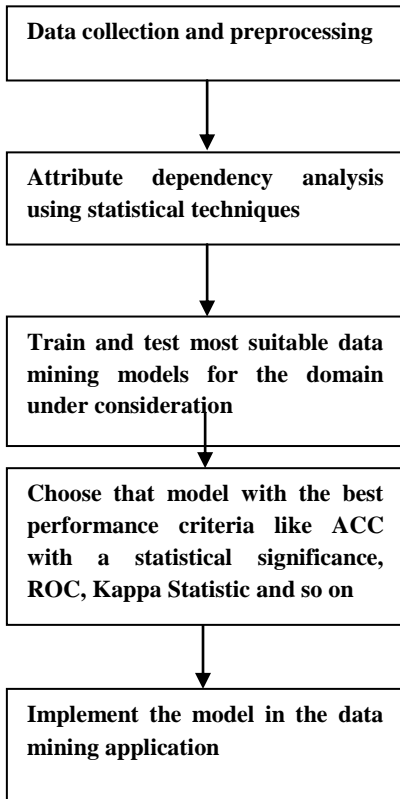 Data collection and preprocessing
Attribute dependency analysis
using statistical techniques
Train and test most suitable data
mining models for the domain
under consideration
Choose that model with the best
performance criteria like ACC
with a statistical significance,
ROC, Kappa Statistic and so on
Implement the model in the data
mining application